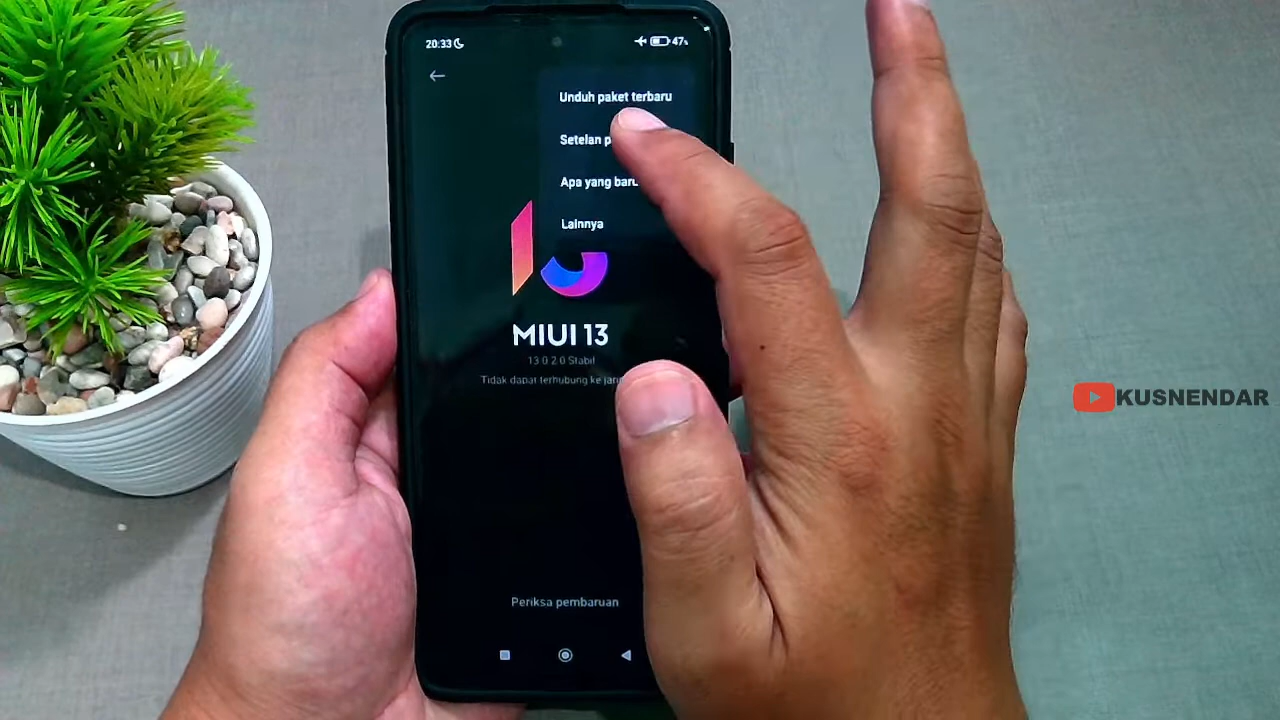 20:33
47%
Unduh paket terbaru
Setelan
Apa yang baru
Lainnya
MIUI 13
13.0.2.0 Stabil
Tidak dapat terhubung ke
Periksa pembaruan
KUSNENDAR